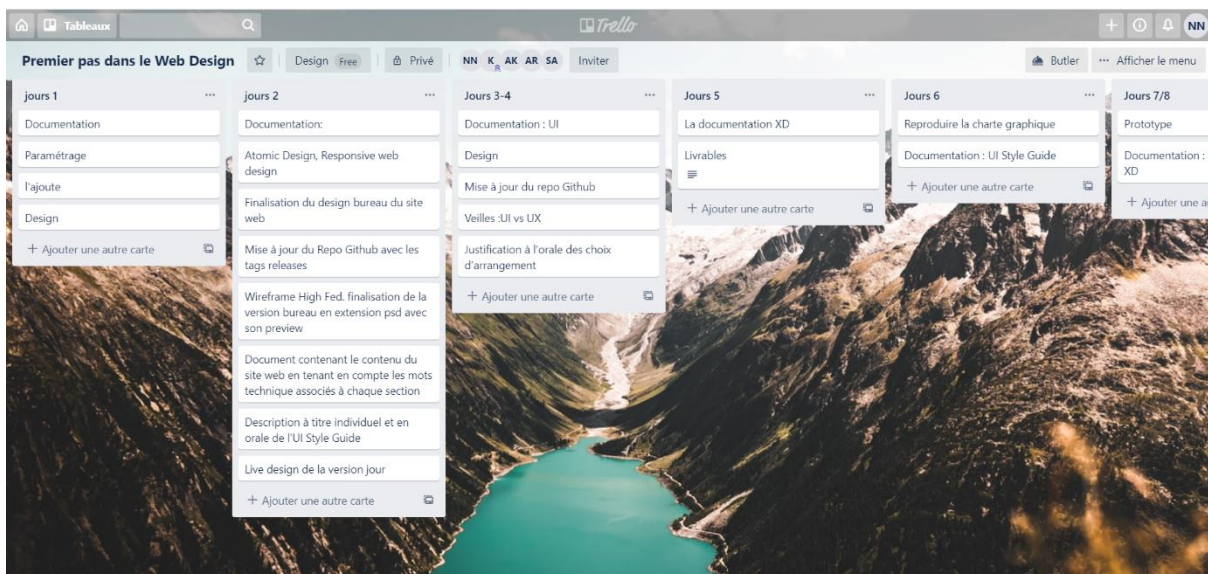 Tableaux
Trello
NN
Premier pas dans le Web Design
Design Free
Privé
NN K AK AR SA
Inviter
Butler
Afficher le menu
jours 1
Documentation
Paramétrage
l'ajoute
Design
+ Ajouter une autre carte
jours 2
Documentation:
Atomic Design, Responsive web
design
Finalisation du design bureau du site
web
Mise à jour du Repo Github avec les
tags releases
Wireframe High Fed. finalisation de la
version bureau en extension psd avec
son preview
Document contenant le contenu du
site web en tenant en compte les mots
technique associés à chaque section
Description à titre individuel et en
orale de l'UI Style Guide
Live design de la version jour
+ Ajouter une autre carte
Jours 3-4
Documentation : UI
Design
Mise à jour du repo Github
Veilles :UI vs UX
Justification à l'orale des choix
d'arrangement
+ Ajouter une autre carte
Jours 5
La documentation XD
Livrables
+ Ajouter une autre carte
Jours 6
Reproduire la charte graphique
Documentation : UI Style Guide
+ Ajouter une autre carte
Jours 7/8
Prototype
Documentation :
XD
+ Ajouter une a